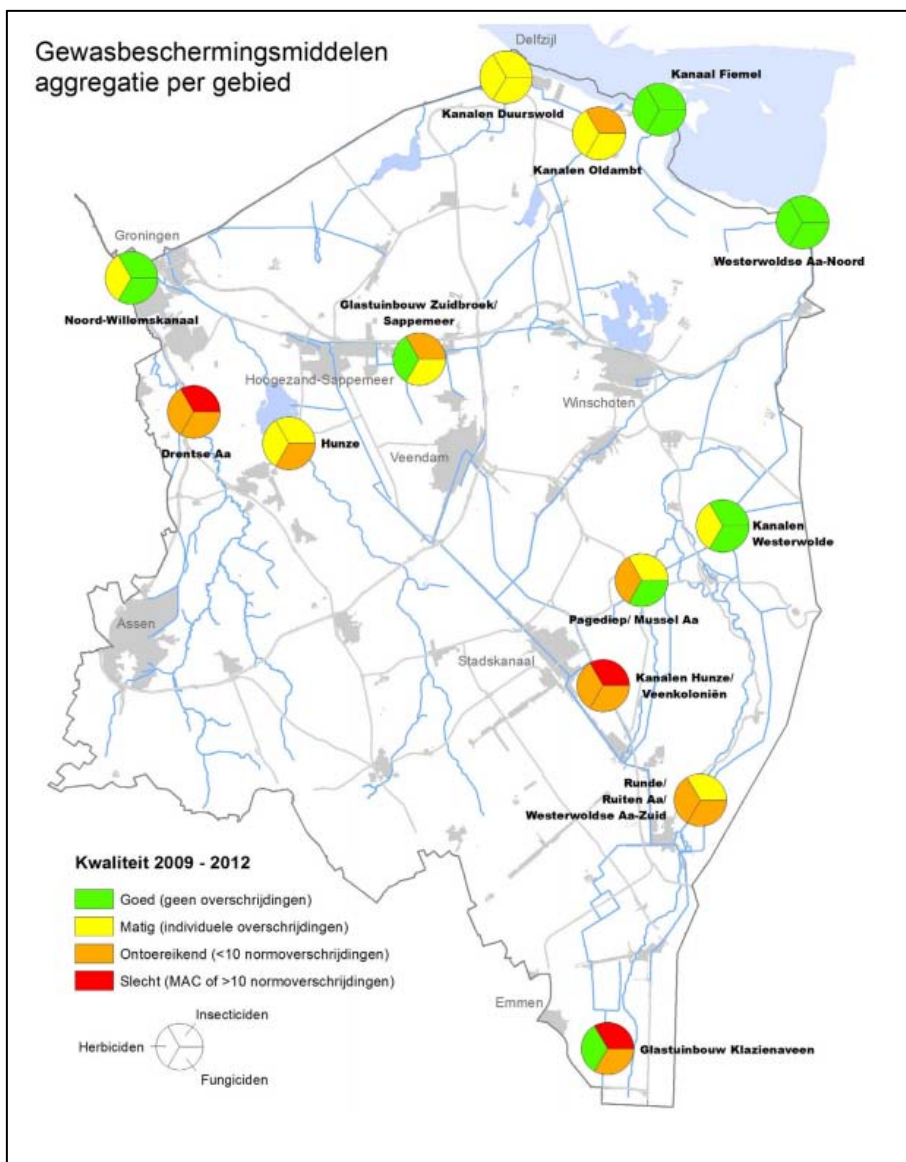 Gewasbeschermingsmiddelen
aggregatie per gebied
Delfzijl
Kanaal Fiemel
Kanalen Duurswold
Kanalen Oldambt
Groningen
Westerwoldse Aa-Noord
Noord-Willemskanaal
Glastuinbouw Zuidbroek/
Sappemeer
Hoogezand-Sappemeer
Winschoten
Drentse Aa
Hunze
Veendam
Kanalen
Westerwolde
Pagediep/ Mussel Aa
Assen
Stadskanaal
Kanalen Hunze/
Veenkoloniën
Runde/
Ruiten Aa/
Westerwoldse Aa-Zuid
Kwaliteit 2009 - 2012
Goed (geen overschrijdingen)
Matig (individuele overschrijdingen)
Ontoereikend (<10 normoverschrijdingen)
Slecht (MAC of >10 normoverschrijdingen)
Emmen
Insecticiden
Herbiciden
Fungiciden
Glastuinbouw Klazienaveen